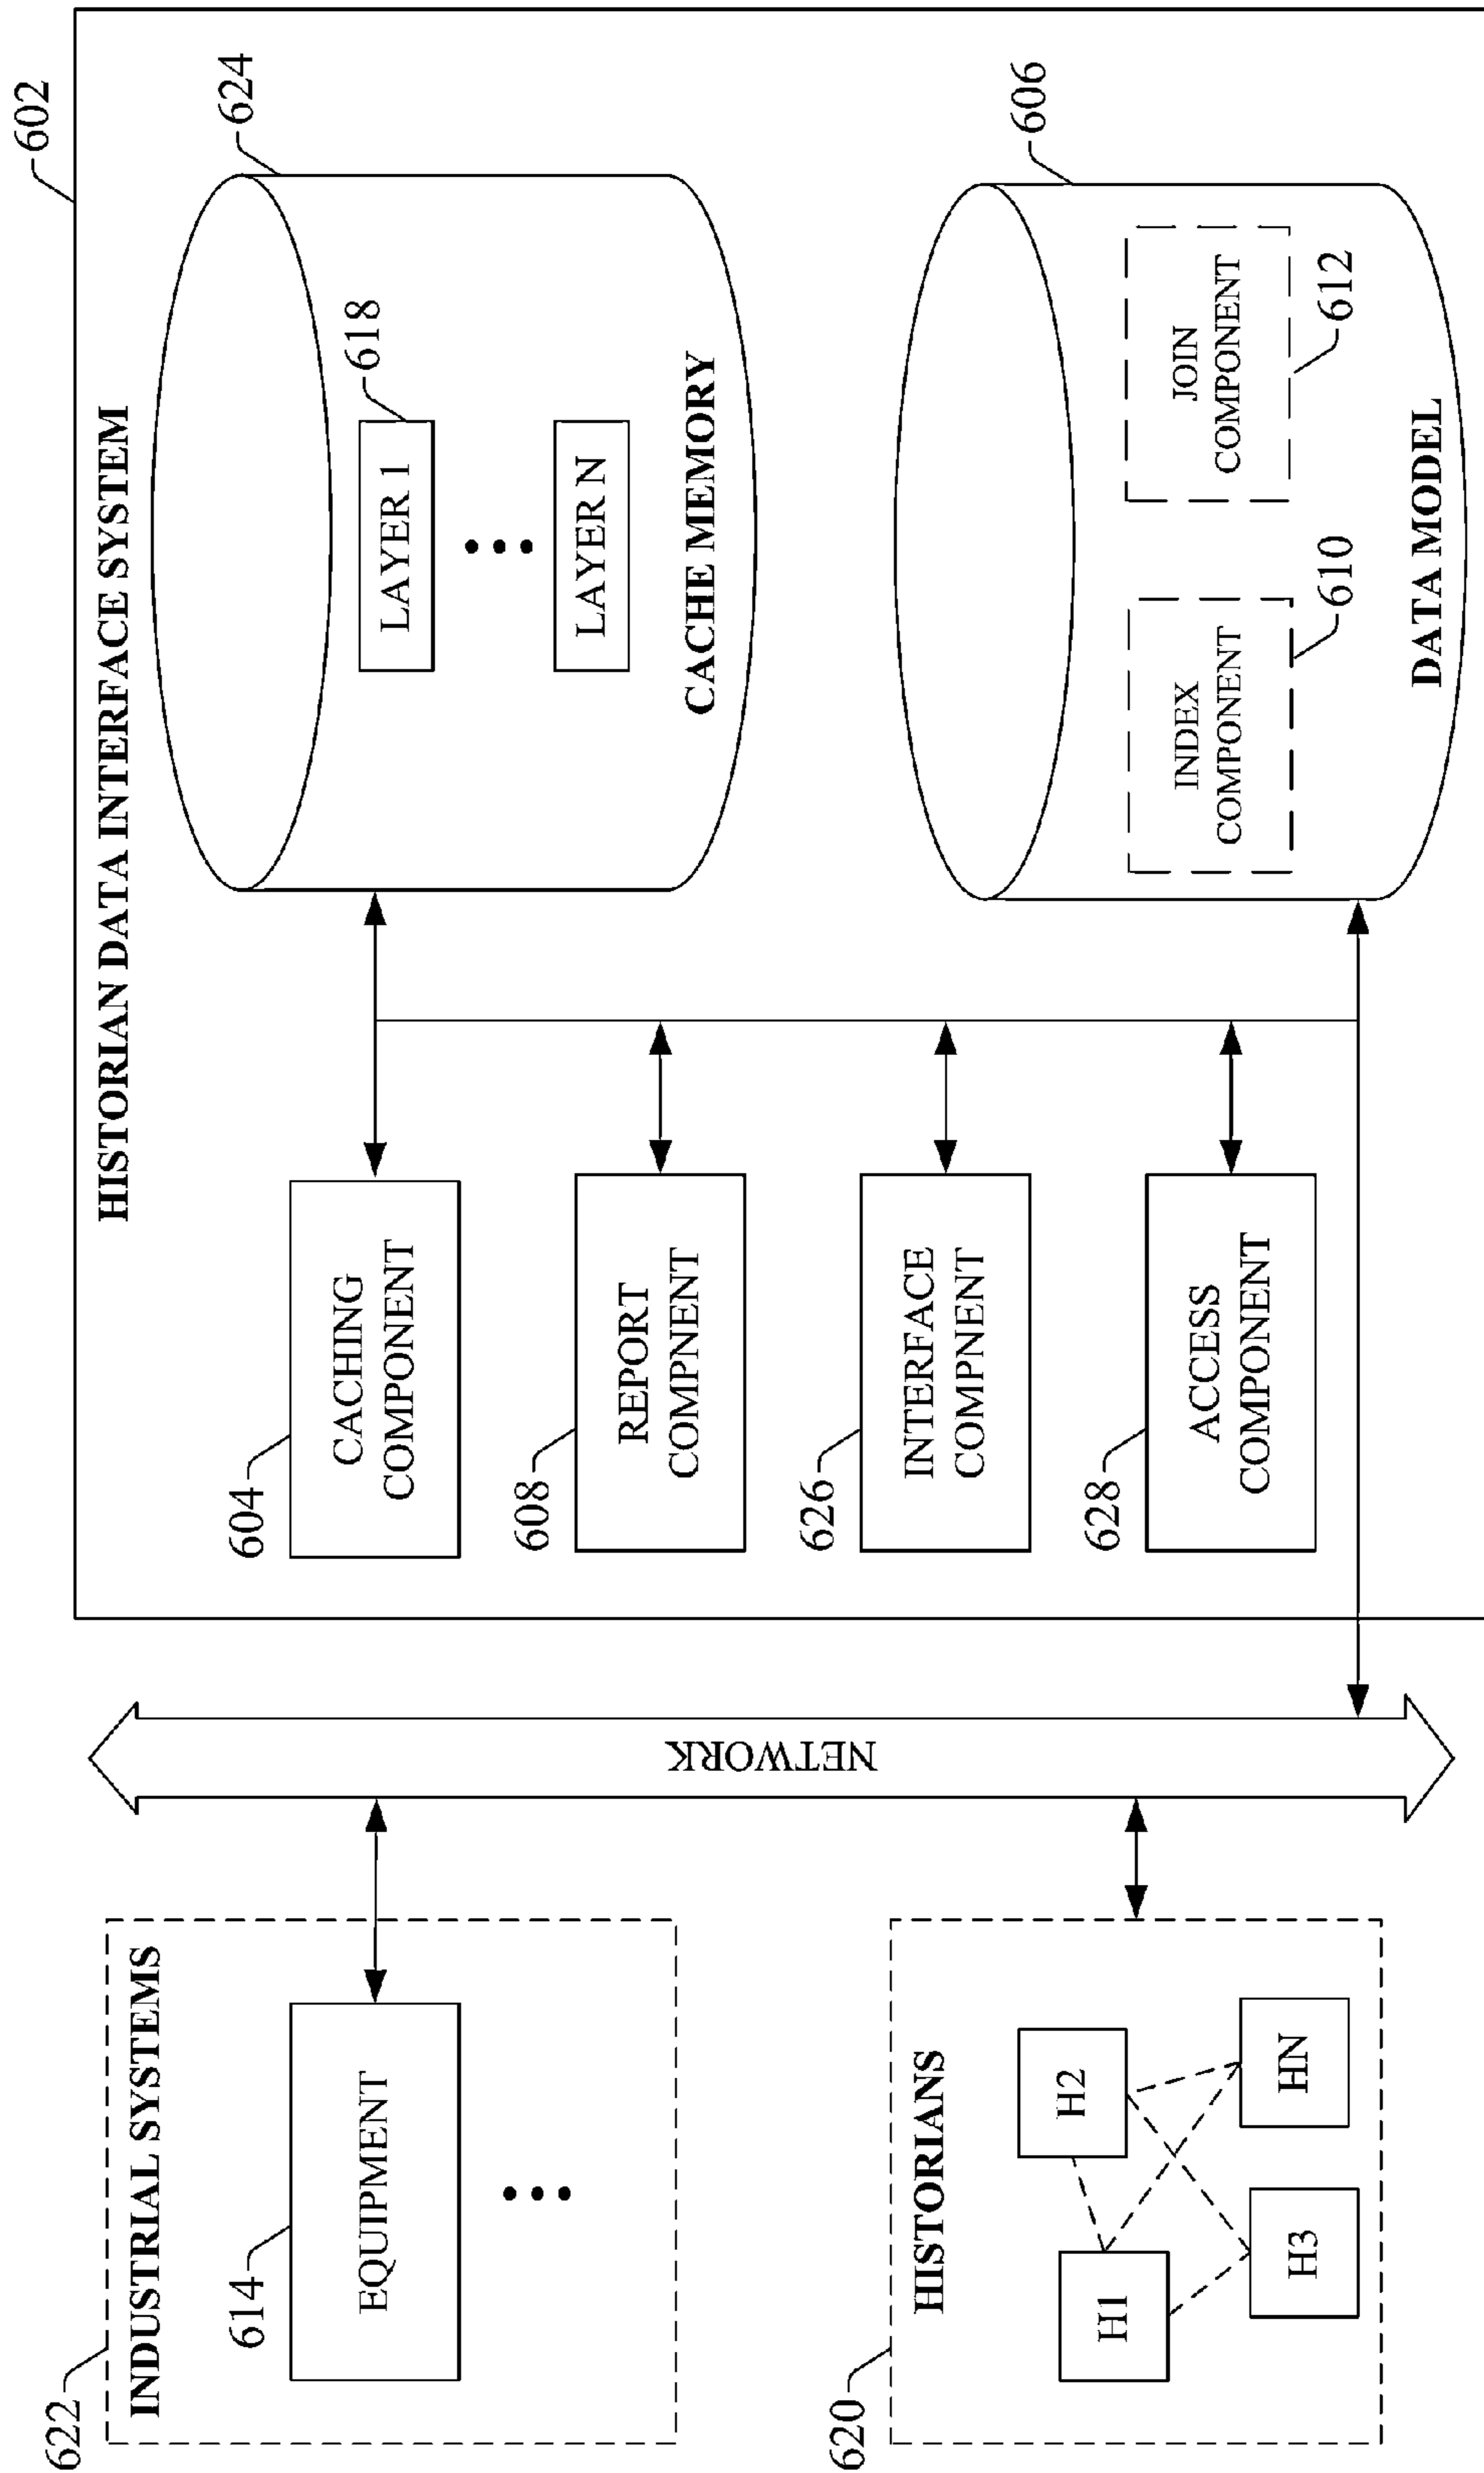 602
HISTORIAN DATA INTERFACE SYSTEM
622
INDUSTRIAL SYSTEMS
614
EQUIPMENT
620
HISTORIANS
H1
H2
H3
HN
NETWORK
604
CACHING
COMPONENT
608
REPORT
COMPNENT
626
INTERFACE
COMPNENT
628
ACCESS
COMPONENT
624
LAYER 1
618
LAYER N
CACHE MEMORY
606
INDEX
COMPONENT
610
JOIN
COMPONENT
612
DATA MODEL